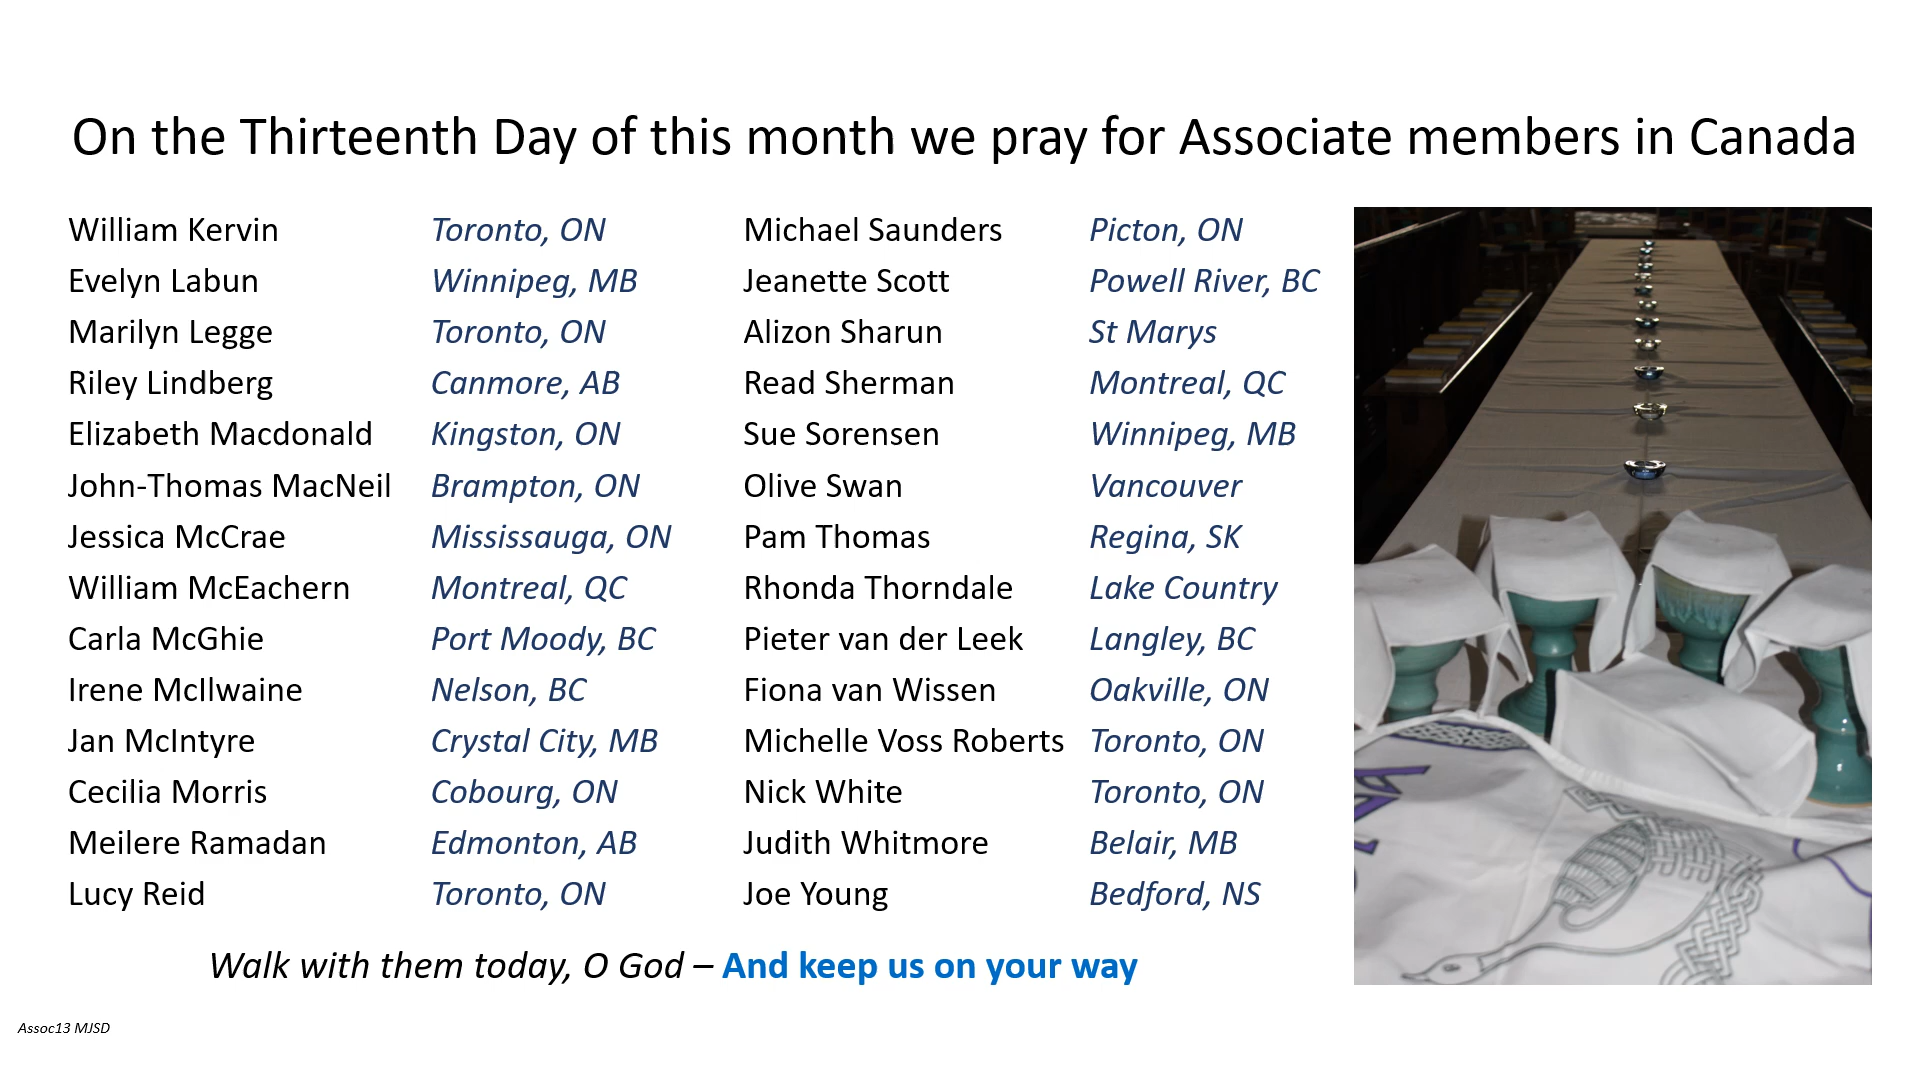 On the Thirteenth Day of this month we pray for Associate members in Canada
William Kervin Toronto, ON
Evelyn Labun Winnipeg, MB
Marilyn Legge Toronto, ON
Riley Lindberg Canmore, AB
Elizabeth Macdonald Kingston, ON
John-Thomas MacNeil Brampton, ON
Jessica McCrae Mississauga, ON
William McEachern Montreal, QC
Carla McGhie Port Moody, BC
Irene McIlwaine Nelson, BC
Jan McIntyre Crystal City, MB
Cecilia Morris Cobourg, ON
Meilere Ramadan Edmonton, AB
Lucy Reid Toronto, ON
Michael Saunders Picton, ON
Jeanette Scott Powell River, BC
Alizon Sharun St Marys
Read Sherman Montreal, QC
Sue Sorensen Winnipeg, MB
Olive Swan Vancouver
Pam Thomas Regina, SK
Rhonda Thorndale Lake Country
Pieter van der Leek Langley, BC
Fiona van Wissen Oakville, ON
Michelle Voss Roberts Toronto, ON
Nick White Toronto, ON
Judith Whitmore Belair, MB
Joe Young Bedford, NS
Walk with them today, O God – And keep us on your way
Assoc13 MJSD